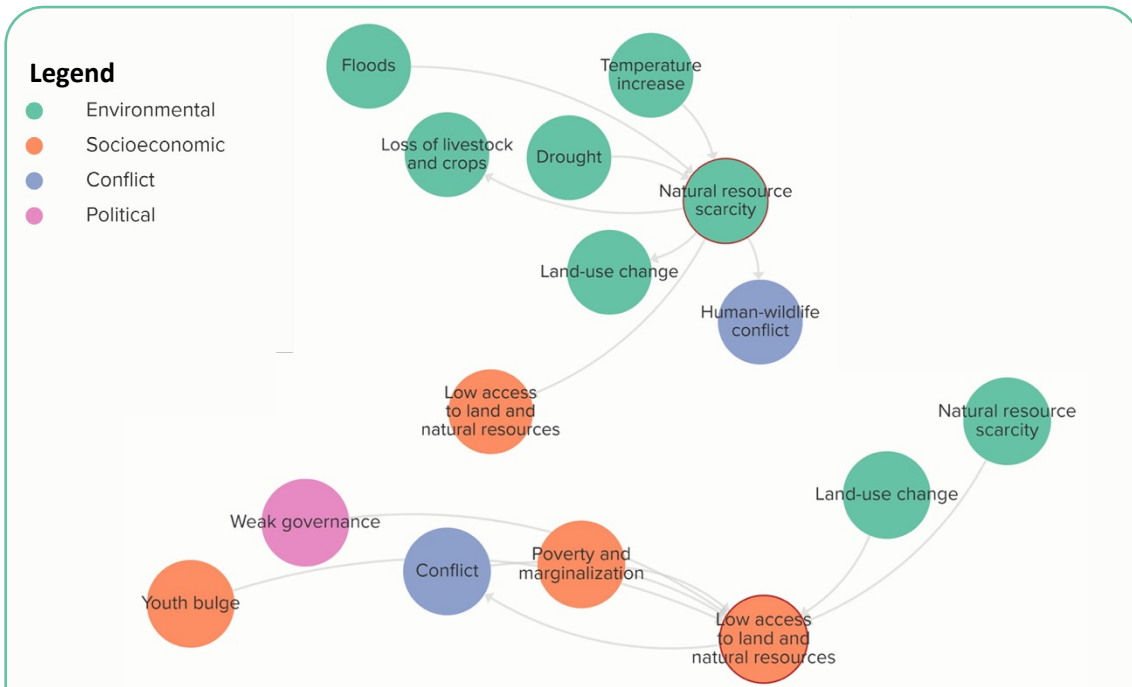 Legend
Environmental
Socioeconomic
Conflict
Political
Floods
Temperature
increase
Loss of livestock
and crops
Drought
Natural resource
scarcity
Land-use change
Human-wildlife
conflict
Low access
to land and
natural resources
Natural resource
scarcity
Land-use change
Weak governance
Conflict
Poverty and
marginalization
Youth bulge
Low access
to land and
natural resources